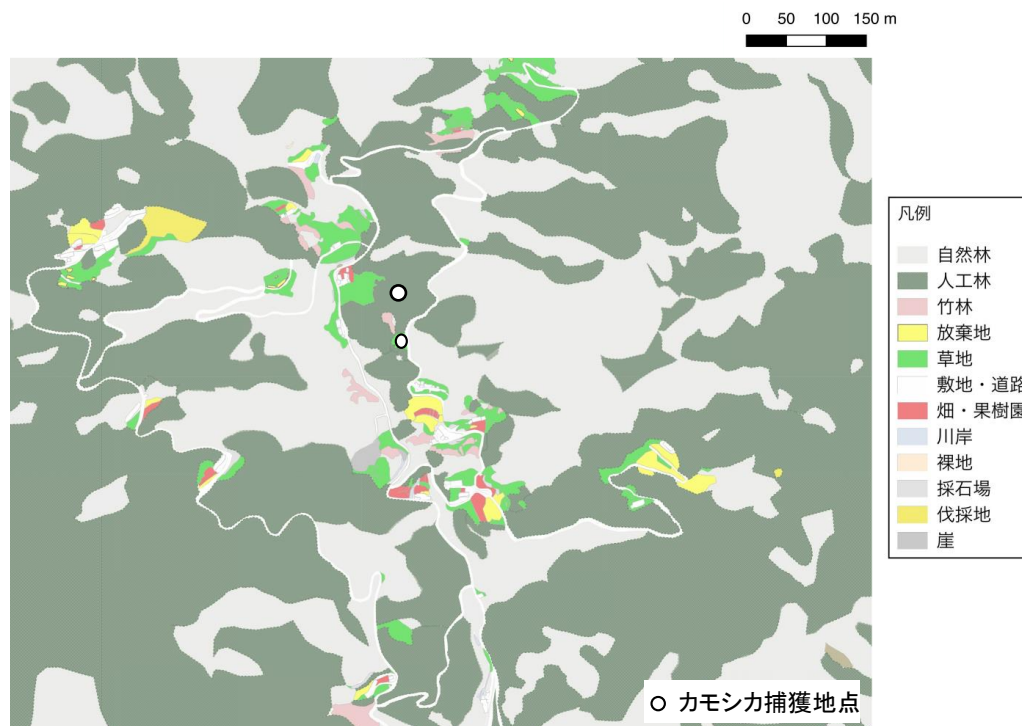 0 50 100 150 m
凡例
自然林
人工林
竹林
放棄地
草地
敷地・道路
畑・果樹園
川岸
裸地
採石場
伐採地
崖
カモシカ捕獲地点